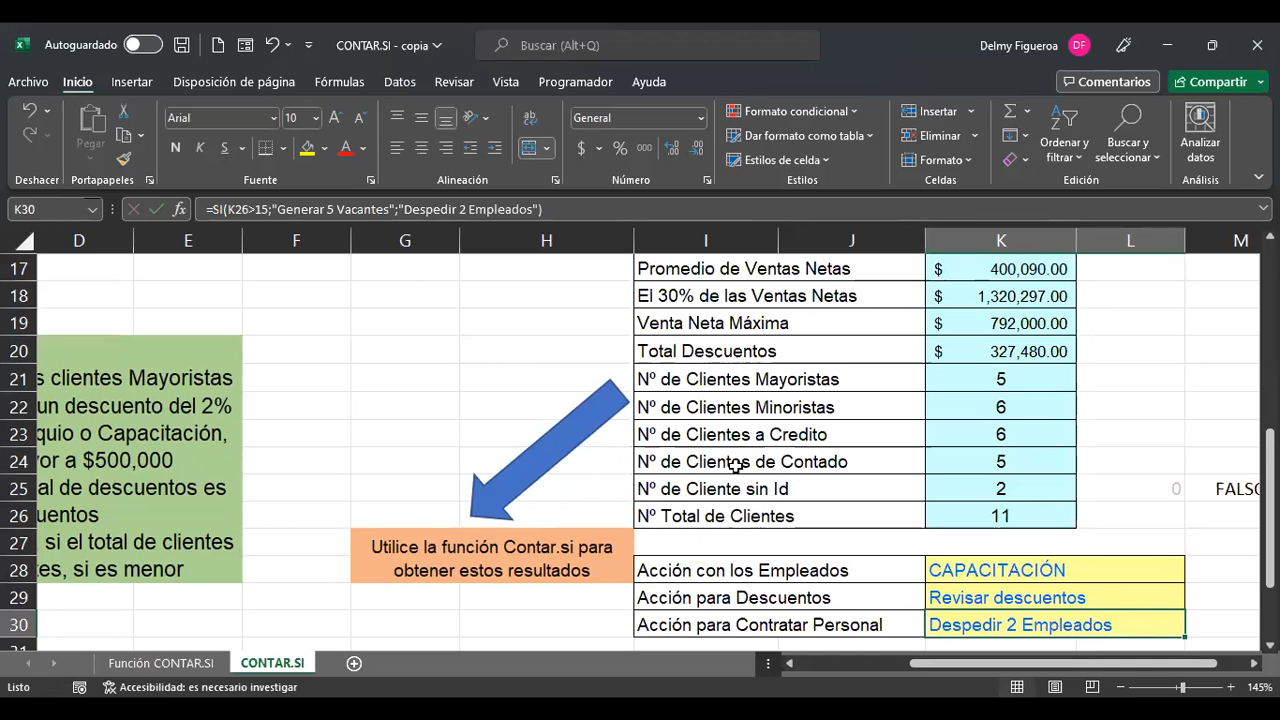 Autoguardado
CONTAR.SI - copia
Buscar (Alt+Q)
Delmy Figueroa
DF
Archivo
Inicio
Insertar
Disposición de página
Fórmulas
Datos
Revisar
Vista
Programador
Ayuda
Comentarios
Compartir
Pegar
Arial
10
N K S
A
General
$ % 000
Formato condicional
Dar formato como tabla
Estilos de celda
Insertar
Eliminar
Formato
Ordenar y filtrar
Buscar y seleccionar
Analizar datos
Deshacer
Portapapeles
Fuente
Alineación
Número
Estilos
Celdas
Edición
Análisis
K30
fx
=SI(K26>15;"Generar 5 Vacantes";"Despedir 2 Empleados")
D E F G H I J K L M
17 Promedio de Ventas Netas $ 400,090.00
18 El 30% de las Ventas Netas $ 1,320,297.00
19 Venta Neta Máxima $ 792,000.00
20 Total Descuentos $ 327,480.00
21 s clientes Mayoristas Nº de Clientes Mayoristas 5
22 un descuento del 2% Nº de Clientes Minoristas 6
23 quio o Capacitación, Nº de Clientes a Credito 6
24 or a $500,000 Nº de Clientes de Contado 5
25 al de descuentos es Nº de Cliente sin Id 2 0 FALSO
26 uentos Nº Total de Clientes 11
27 si el total de clientes
28 es, si es menor
Utilice la función Contar.si para
obtener estos resultados
Acción con los Empleados CAPACITACIÓN
29 Acción para Descuentos Revisar descuentos
30 Acción para Contratar Personal Despedir 2 Empleados
Función CONTAR.SI
CONTAR.SI
Listo
Accesibilidad: es necesario investigar
145%